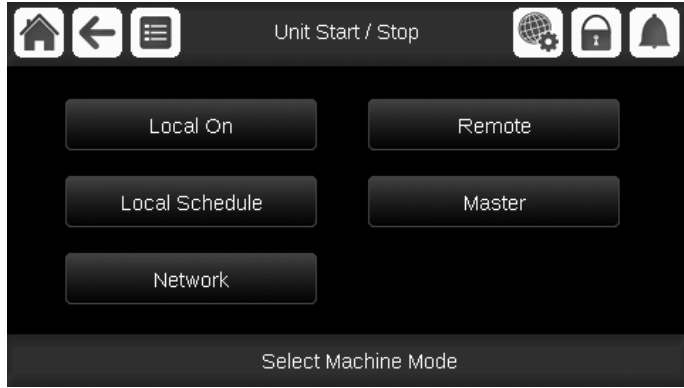 Unit Start / Stop
Local On
Remote
Local Schedule
Master
Network
Select Machine Mode